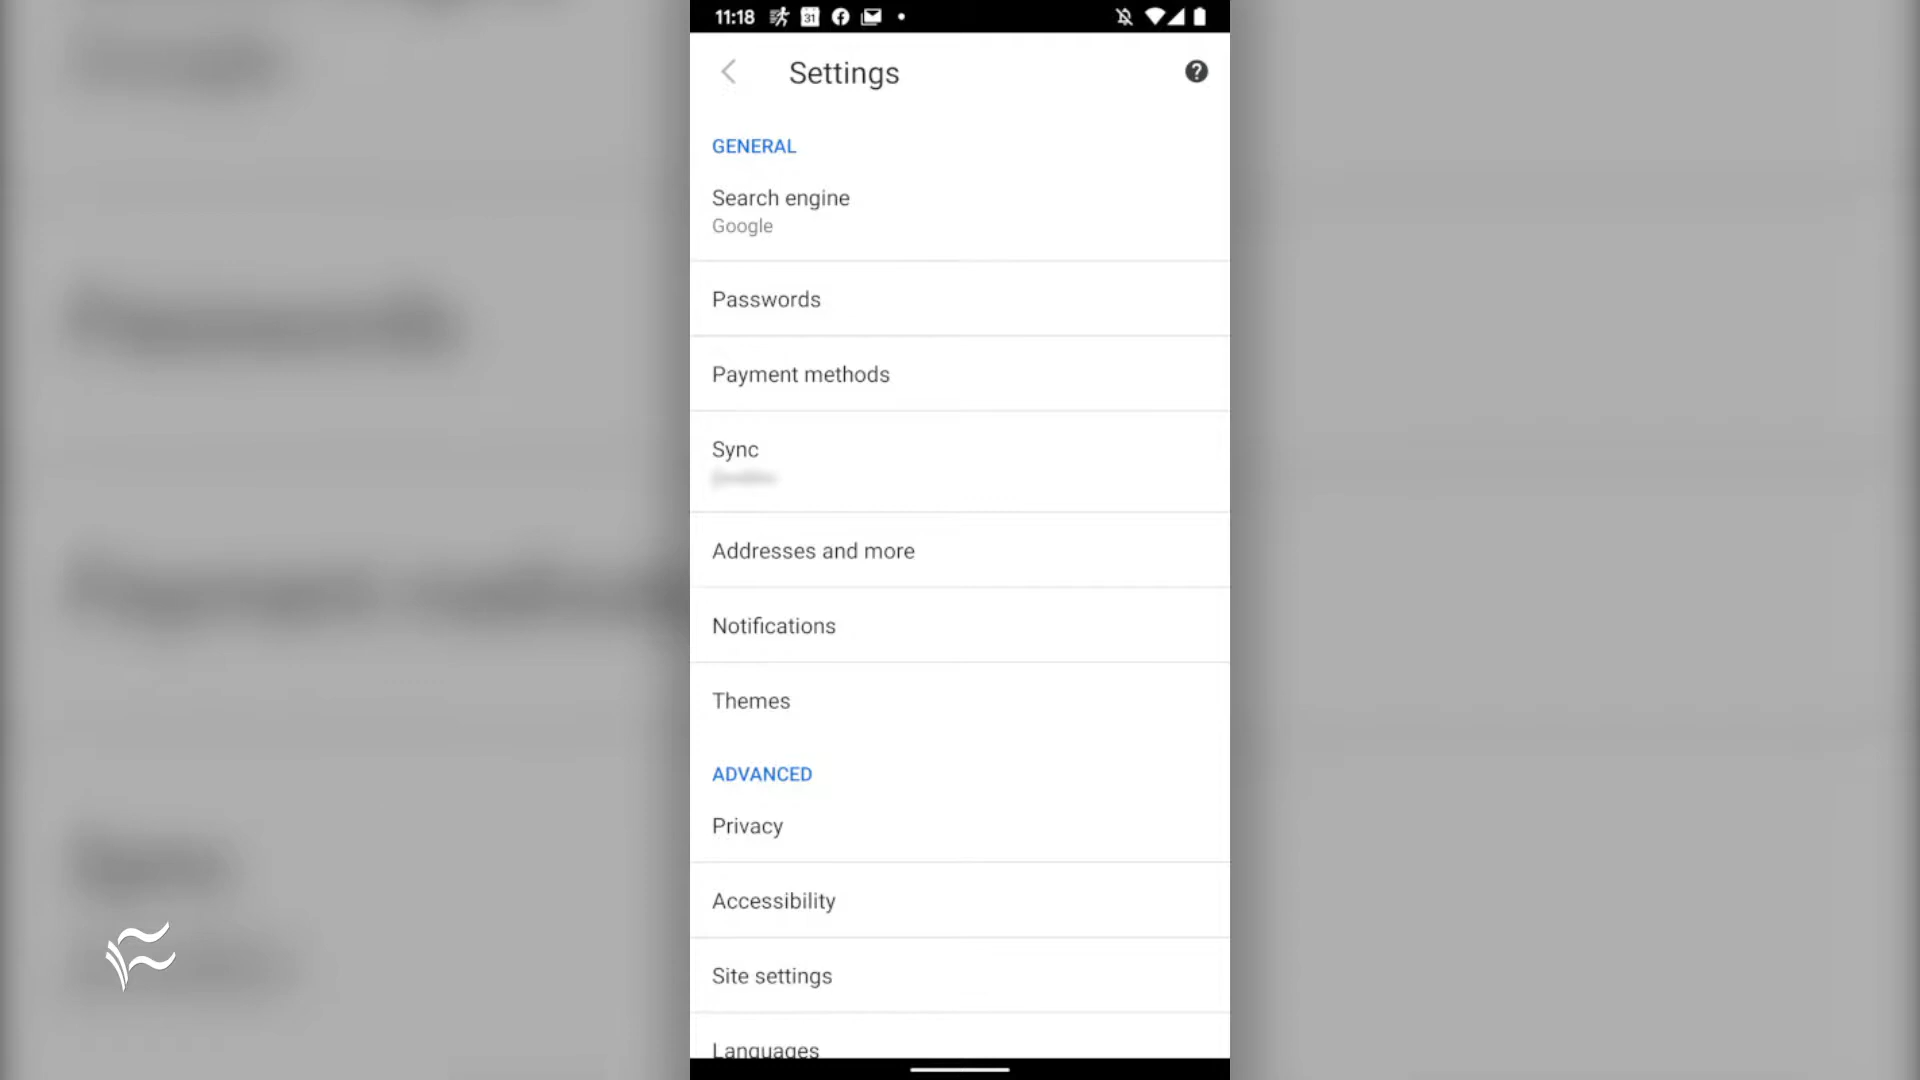 11:18
31
Settings
GENERAL
Search engine
Google
Passwords
Payment methods
Sync
Addresses and more
Notifications
Themes
ADVANCED
Privacy
Accessibility
Site settings
Languages